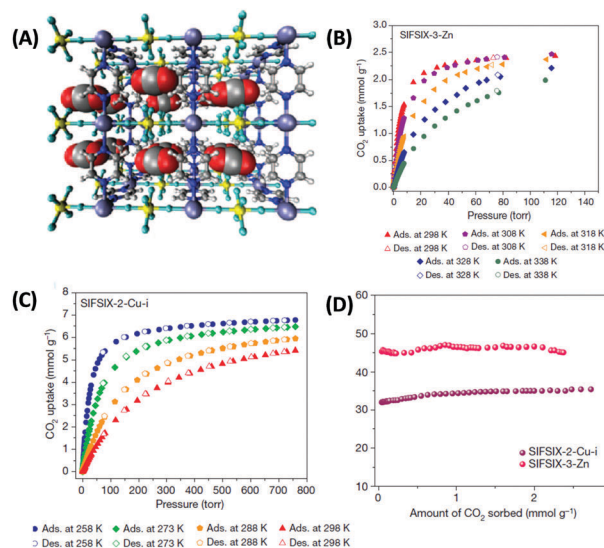 (A)
(B)
SIFSIX-3-Zn
CO₂ uptake (mmol g⁻¹)
3.0
2.5
2.0
1.5
1.0
0.5
0.0
0 20 40 60 80 100 120
Pressure (torr)
Ads. at 298 K Ads. at 308 K Ads. at 318 K
Des. at 298 K Des. at 308 K Des. at 318 K
Ads. at 328 K Ads. at 338 K
Des. at 328 K Des. at 338 K
(C)
SIFSIX-2-Cu-i
CO₂ uptake (mmol g⁻¹)
7
6
5
4
3
2
1
0
0 100 200 300 400 500 600 700 800
Pressure (torr)
Ads. at 258 K Ads. at 273 K Ads. at 288 K Ads. at 298 K
Des. at 258 K Des. at 273 K Des. at 288 K Des. at 298 K
(D)
60
50
40
30
20
10
SIFSIX-2-Cu-i
SIFSIX-3-Zn
0 1 2
Amount of CO₂ sorbed (mmol g⁻¹)